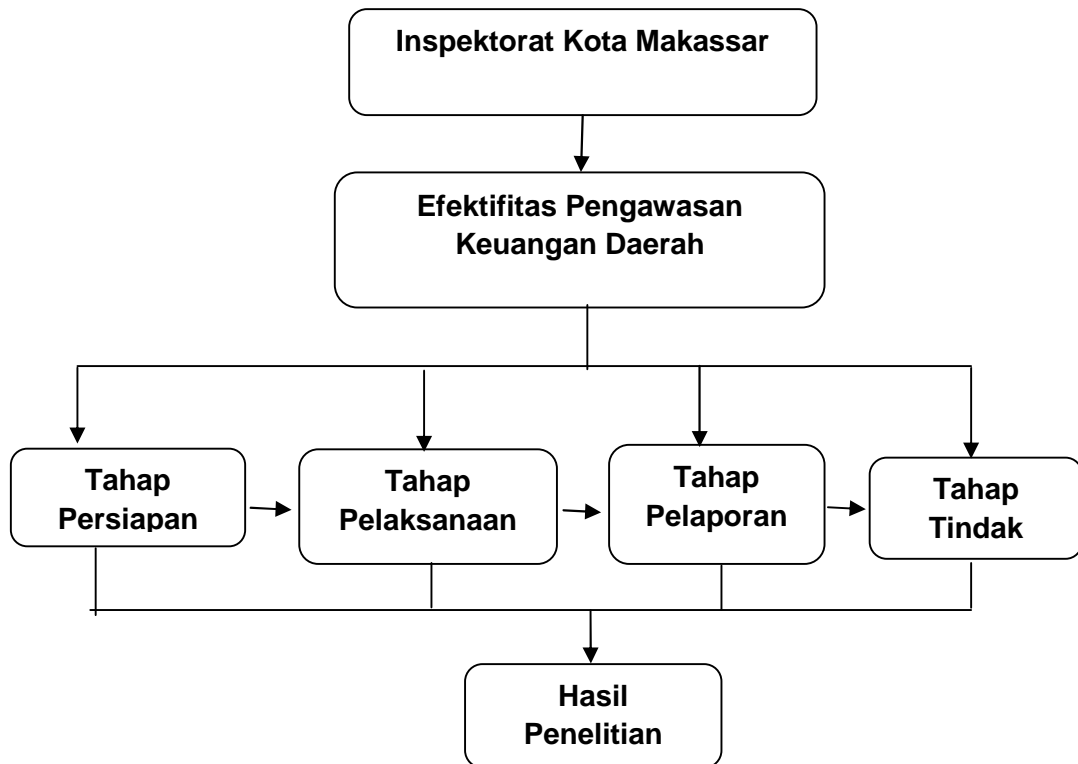 Inspektorat Kota Makassar
Efektifitas Pengawasan
Keuangan Daerah
Tahap
Persiapan
Tahap
Pelaksanaan
Tahap
Pelaporan
Tahap
Tindak
Hasil
Penelitian